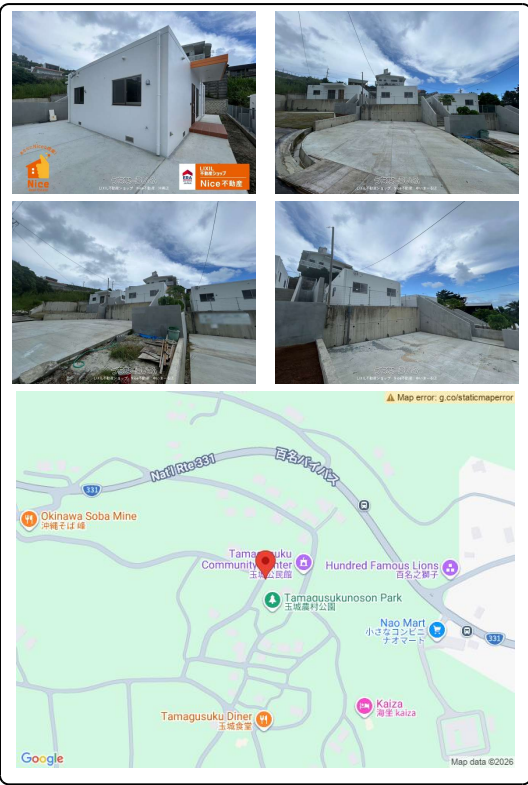 Nice
LIXIL
不動産ショップ
ERA
Nice不動産
Map error: g.co/staticmaperror
Nat'l Rte 331
百名バイパス
331
Okinawa Soba Mine
沖縄そば 峰
Tamagusuku
Community Center
玉城公民館
Hundred Famous Lions
百名之獅子
Tamagusukunoson Park
玉城農村公園
Nao Mart
小さなコンビニ
ナオマート
331
Kaiza
海坐 kaiza
Tamagusuku Diner
玉城食堂
Google
Map data ©2026